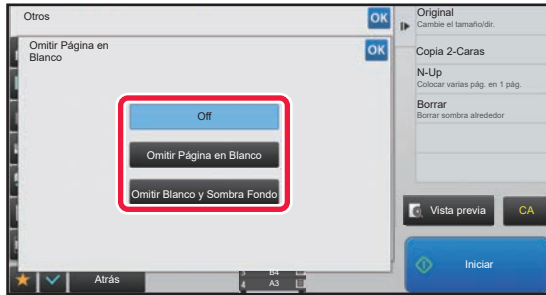 Otros
OK
Omitir Página en
Blanco
OK
Off
Omitir Página en Blanco
Omitir Blanco y Sombra Fondo
Original
Cambie el tamaño/dir.
Copia 2-Caras
N-Up
Colocar varias pág. en 1 pág.
Borrar
Borrar sombra alrededor
Vista previa
CA
Iniciar
Atrás
3 B4
4 A3